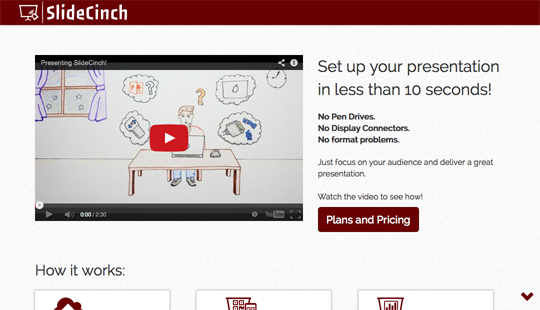 SlideCinch
Presenting SlideCinch!
Set up your presentation
in less than 10 seconds!
No Pen Drives.
No Display Connectors.
No format problems.
Just focus on your audience and deliver a great
presentation.
Watch the video to see how!
0:00 / 2:30
YouTube
Plans and Pricing
How it works: